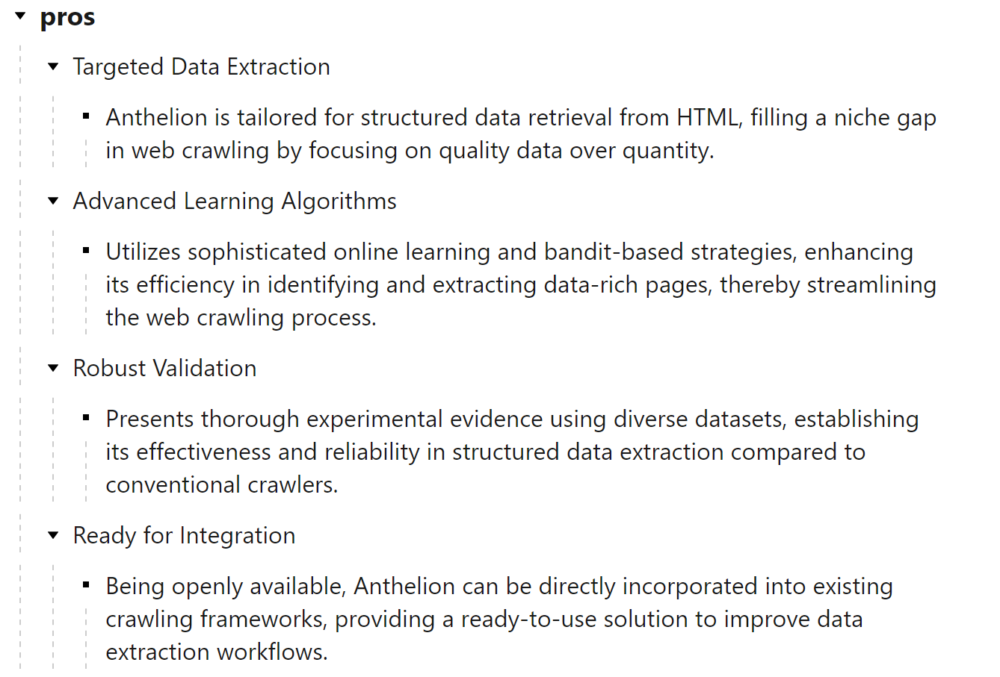 pros
Targeted Data Extraction
Anthelion is tailored for structured data retrieval from HTML, filling a niche gap
in web crawling by focusing on quality data over quantity.
Advanced Learning Algorithms
Utilizes sophisticated online learning and bandit-based strategies, enhancing
its efficiency in identifying and extracting data-rich pages, thereby streamlining
the web crawling process.
Robust Validation
Presents thorough experimental evidence using diverse datasets, establishing
its effectiveness and reliability in structured data extraction compared to
conventional crawlers.
Ready for Integration
Being openly available, Anthelion can be directly incorporated into existing
crawling frameworks, providing a ready-to-use solution to improve data
extraction workflows.